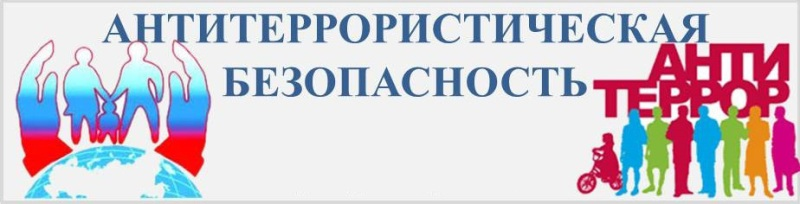 АНТИТЕРРОРИСТИЧЕСКАЯ
БЕЗОПАСНОСТЬ
АНТИ
ТЕРРОР